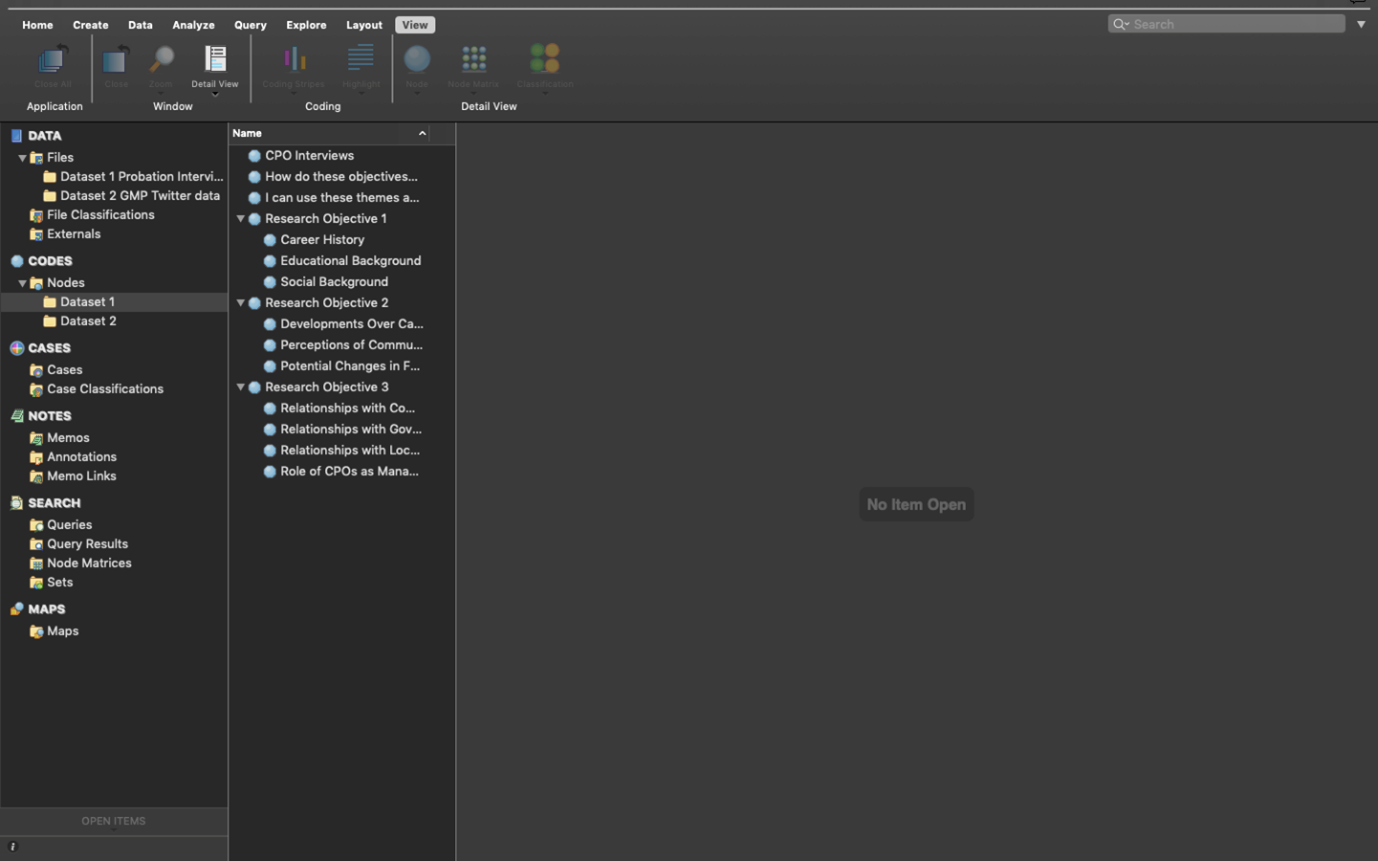 Home Create Data Analyze Query Explore Layout View
Search
Close All Close Zoom Detail View Coding Stripes Highlight Node Node Matrix Classification
Application Window Coding Detail View
DATA
Files
Dataset 1 Probation Intervi...
Dataset 2 GMP Twitter data
File Classifications
Externals
CODES
Nodes
Dataset 1
Dataset 2
CASES
Cases
Case Classifications
NOTES
Memos
Annotations
Memo Links
SEARCH
Queries
Query Results
Node Matrices
Sets
MAPS
Maps
OPEN ITEMS
i
Name
CPO Interviews
How do these objectives...
I can use these themes a...
Research Objective 1
Career History
Educational Background
Social Background
Research Objective 2
Developments Over Ca...
Perceptions of Commu...
Potential Changes in F...
Research Objective 3
Relationships with Co...
Relationships with Gov...
Relationships with Loc...
Role of CPOs as Mana...
No Item Open